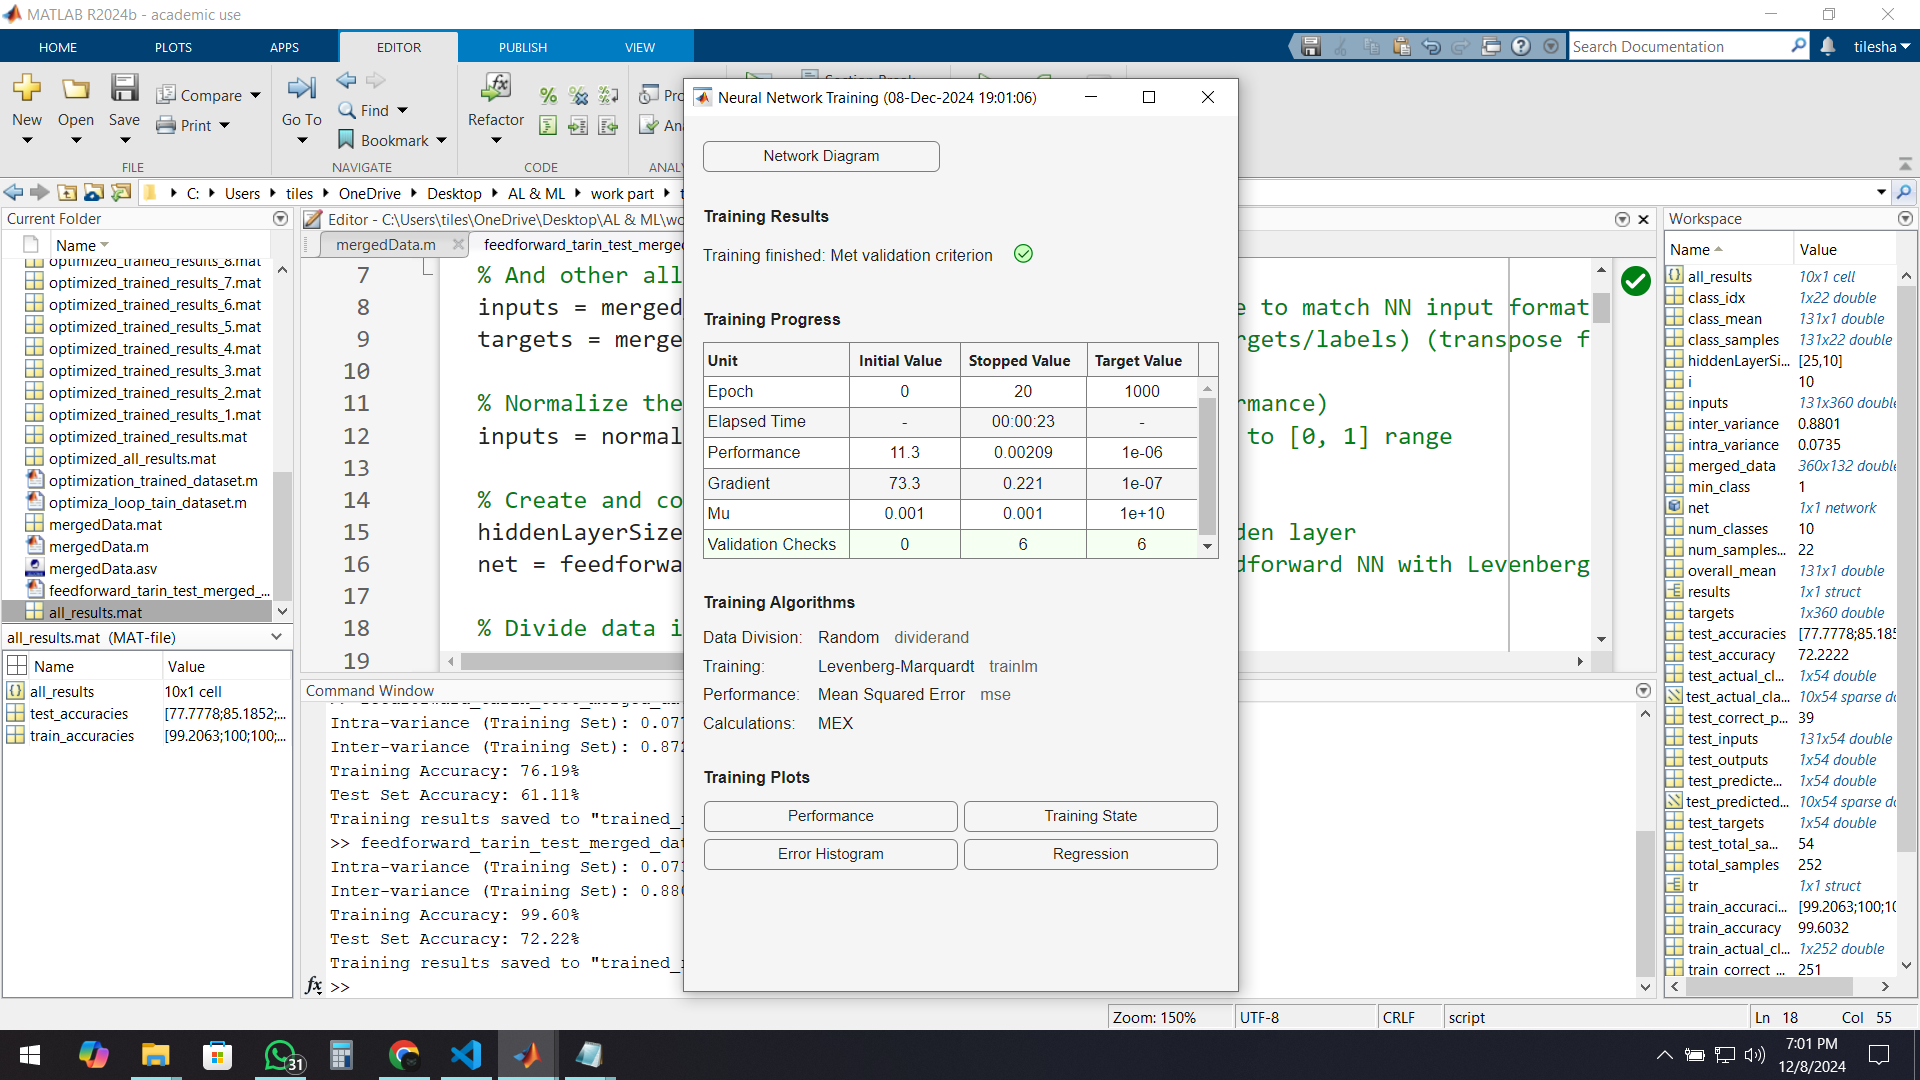 MATLAB R2024b - academic use
HOME PLOTS APPS EDITOR PUBLISH VIEW
Search Documentation
tilesha
New
Open
Save
Compare
Print
FILE
Go To
Find
Bookmark
NAVIGATE
Refactor
CODE
C: Users tiles OneDrive Desktop AL & ML work part
Current Folder
Name
optimized_trained_results_8.mat
optimized_trained_results_7.mat
optimized_trained_results_6.mat
optimized_trained_results_5.mat
optimized_trained_results_4.mat
optimized_trained_results_3.mat
optimized_trained_results_2.mat
optimized_trained_results_1.mat
optimized_trained_results.mat
optimized_all_results.mat
optimization_trained_dataset.m
optimiza_loop_tain_dataset.m
mergedData.mat
mergedData.m
mergedData.asv
feedforward_tarin_test_merged_...
all_results.mat
all_results.mat (MAT-file)
Name Value
all_results 10x1 cell
test_accuracies [77.7778;85.1852;...
train_accuracies [99.2063;100;100;...
Editor - C:\Users\tiles\OneDrive\Desktop\AL & ML\wo
mergedData.m
feedforward_tarin_test_merged
7 % And other all
8 inputs = merged e to match NN input format
9 targets = merge rgets/labels) (transpose f
10
11 % Normalize the rmance)
12 inputs = normal to [0, 1] range
13
14 % Create and co
15 hiddenLayerSize den layer
16 net = feedforwa dforward NN with Levenberg
17
18 % Divide data i
19
Command Window
Intra-variance (Training Set): 0.077
Inter-variance (Training Set): 0.872
Training Accuracy: 76.19%
Test Set Accuracy: 61.11%
Training results saved to "trained_
>> feedforward_tarin_test_merged_dat
Intra-variance (Training Set): 0.073
Inter-variance (Training Set): 0.880
Training Accuracy: 99.60%
Test Set Accuracy: 72.22%
Training results saved to "trained_
fx >>
Neural Network Training (08-Dec-2024 19:01:06)
Network Diagram
Training Results
Training finished: Met validation criterion
Training Progress
Unit Initial Value Stopped Value Target Value
Epoch 0 20 1000
Elapsed Time - 00:00:23 -
Performance 11.3 0.00209 1e-06
Gradient 73.3 0.221 1e-07
Mu 0.001 0.001 1e+10
Validation Checks 0 6 6
Training Algorithms
Data Division: Random dividerand
Training: Levenberg-Marquardt trainlm
Performance: Mean Squared Error mse
Calculations: MEX
Training Plots
Performance Training State
Error Histogram Regression
Workspace
Name Value
all_results 10x1 cell
class_idx 1x22 double
class_mean 131x1 double
class_samples 131x22 double
hiddenLayerSi... [25,10]
i 10
inputs 131x360 double
inter_variance 0.8801
intra_variance 0.0735
merged_data 360x132 double
min_class 1
net 1x1 network
num_classes 10
num_samples... 22
overall_mean 131x1 double
results 1x1 struct
targets 1x360 double
test_accuracies [77.7778;85.185
test_accuracy 72.2222
test_actual_cl... 1x54 double
test_actual_cla... 10x54 sparse do
test_correct_p... 39
test_inputs 131x54 double
test_outputs 1x54 double
test_predicte... 1x54 double
test_predicted... 10x54 sparse do
test_targets 1x54 double
test_total_sa... 54
total_samples 252
tr 1x1 struct
train_accuraci... [99.2063;100;10
train_accuracy 99.6032
train_actual_cl... 1x252 double
train_correct_... 251
Zoom: 150% UTF-8 CRLF script Ln 18 Col 55
31
7:01 PM
12/8/2024